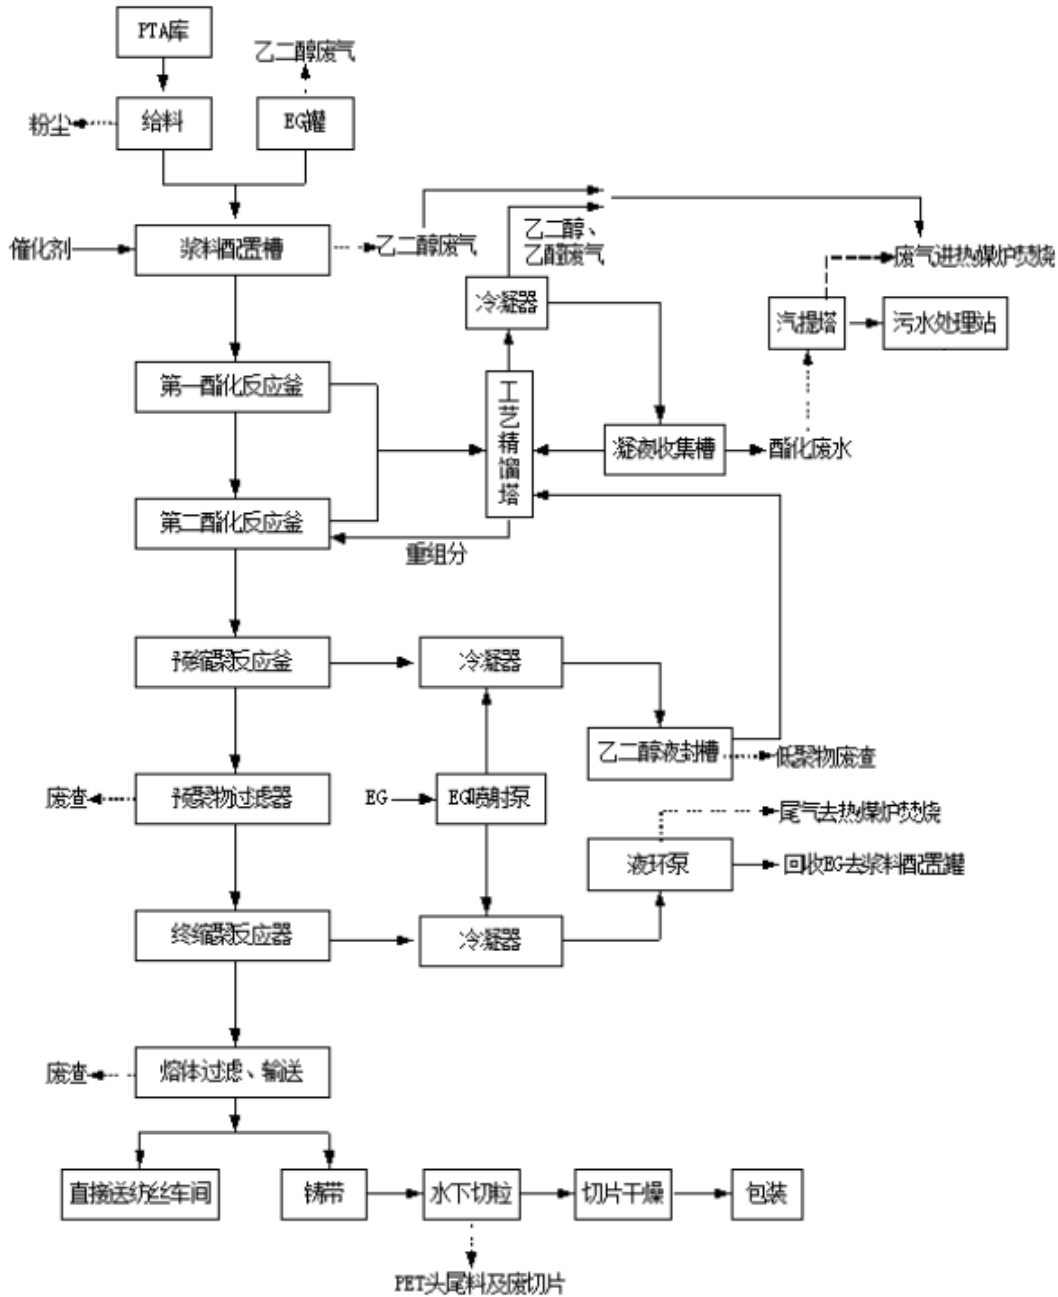 PTA库
乙二醇废气
粉尘
给料
EG罐
催化剂
浆料配置槽
乙二醇废气
乙二醇、
乙醛废气
废气进热媒炉焚烧
冷凝器
汽提塔
污水处理站
第一酯化反应釜
工艺精馏塔
凝液收集槽
酯化废水
第二酯化反应釜
重组分
预缩聚反应釜
冷凝器
乙二醇液封槽
低聚物废查
废查
预聚物过滤器
EG
EG喷射泵
尾气去热煤炉焚烧
液环泵
回收EG去浆料配置罐
终缩聚反应器
冷凝器
废查
熔体过滤、输送
直接送纺丝车间
铸带
水下切粒
切片干燥
包装
PET头尾料及废切片